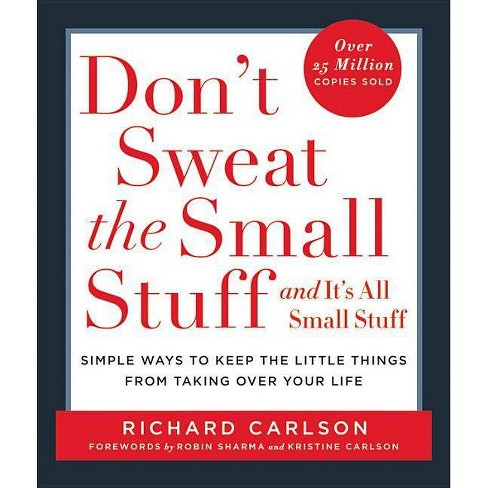 Over
25 Million
COPIES SOLD
Don't
Sweat
the Small
Stuff
and It's All
Small Stuff
SIMPLE WAYS TO KEEP THE LITTLE THINGS
FROM TAKING OVER YOUR LIFE
RICHARD CARLSON
FOREWORDS by ROBIN SHARMA and KRISTINE CARLSON